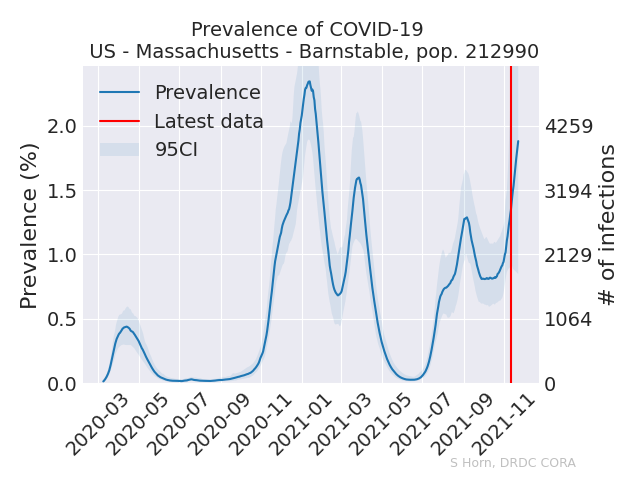 Prevalence of COVID-19
US - Massachusetts - Barnstable, pop. 212990
Prevalence
Latest data
95CI
Prevalence (%)
2.0
1.5
1.0
0.5
0.0
4259
3194
2129
1064
0
# of infections
2020-03
2020-05
2020-07
2020-09
2020-11
2021-01
2021-03
2021-05
2021-07
2021-09
2021-11
S Horn, DRDC CORA